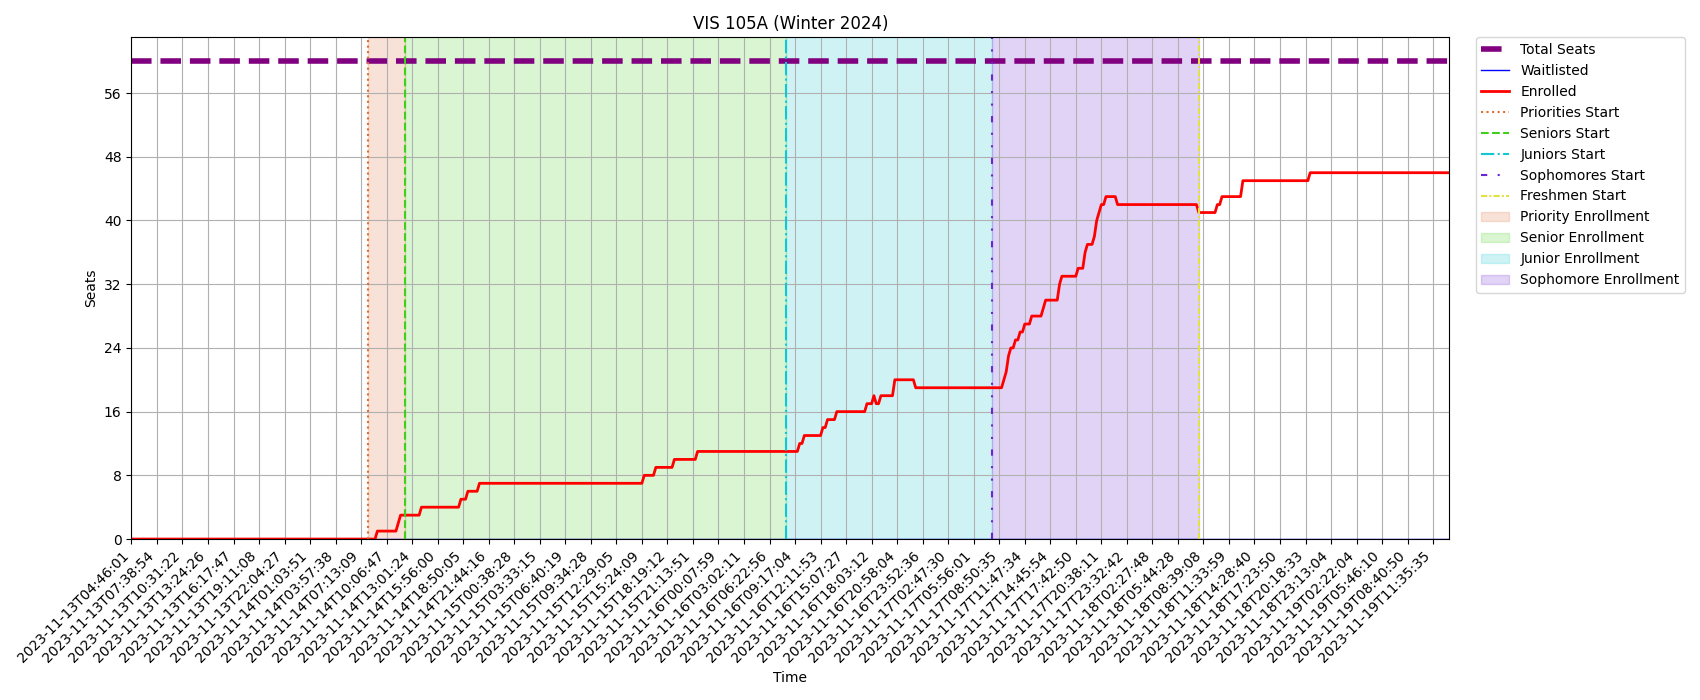 VIS 105A (Winter 2024)
Total Seats
Waitlisted
Enrolled
Priorities Start
Seniors Start
Juniors Start
Sophomores Start
Freshmen Start
Priority Enrollment
Senior Enrollment
Junior Enrollment
Sophomore Enrollment
Seats
56
48
40
32
24
16
8
0
2023-11-13T04:46:01
2023-11-13T07:38:54
2023-11-13T10:31:22
2023-11-13T13:24:26
2023-11-13T16:17:47
2023-11-13T19:11:08
2023-11-13T22:04:27
2023-11-14T01:03:51
2023-11-14T03:57:38
2023-11-14T07:13:09
2023-11-14T10:06:47
2023-11-14T13:01:24
2023-11-14T15:56:00
2023-11-14T18:50:05
2023-11-14T21:44:16
2023-11-15T00:38:28
2023-11-15T03:33:15
2023-11-15T06:40:19
2023-11-15T09:34:28
2023-11-15T12:29:05
2023-11-15T15:24:09
2023-11-15T18:19:12
2023-11-15T21:13:51
2023-11-16T00:07:59
2023-11-16T03:02:11
2023-11-16T06:22:56
2023-11-16T09:17:04
2023-11-16T12:11:53
2023-11-16T15:07:27
2023-11-16T18:03:12
2023-11-16T20:58:04
2023-11-16T23:52:36
2023-11-17T02:47:30
2023-11-17T05:56:01
2023-11-17T08:50:35
2023-11-17T11:47:34
2023-11-17T14:45:54
2023-11-17T17:42:50
2023-11-17T20:38:11
2023-11-17T23:32:42
2023-11-18T02:27:48
2023-11-18T05:44:28
2023-11-18T08:39:08
2023-11-18T11:33:59
2023-11-18T14:28:40
2023-11-18T17:23:50
2023-11-18T20:18:33
2023-11-18T23:13:04
2023-11-19T02:22:04
2023-11-19T05:46:10
2023-11-19T08:40:50
2023-11-19T11:35:35
Time